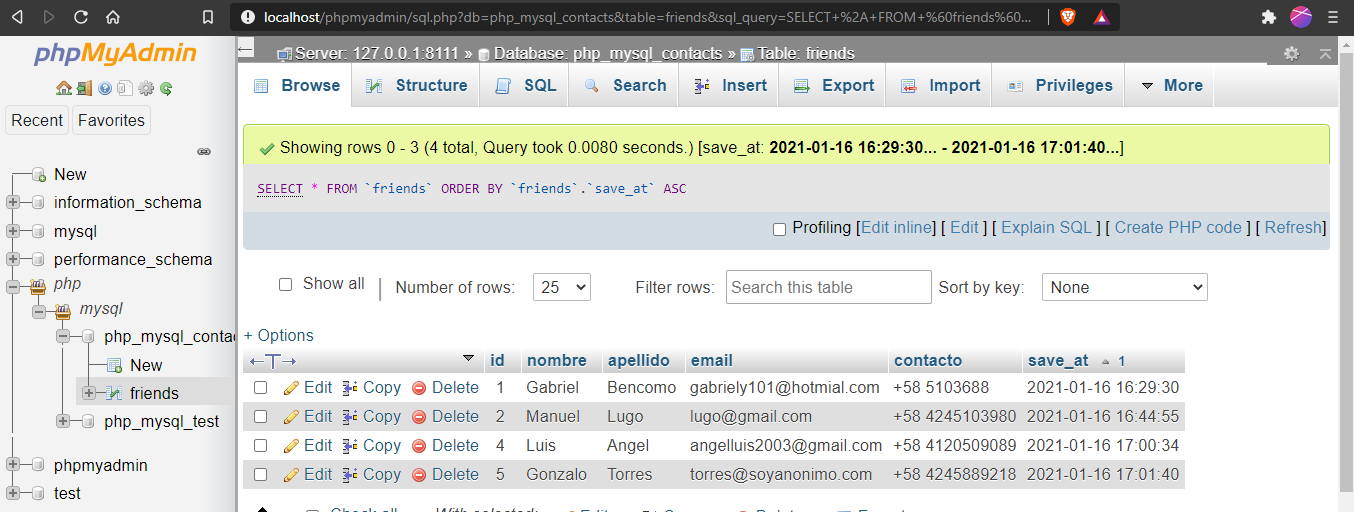 localhost/phpmyadmin/sql.php?db=php_mysql_contacts&table=friends&sql_query=SELECT+%2A+FROM+%60friends%60...
phpMyAdmin
Recent Favorites
New
information_schema
mysql
performance_schema
php
mysql
php_mysql_conta
New
friends
php_mysql_test
phpmyadmin
test
Server: 127.0.0.1:8111 » Database: php_mysql_contacts » Table: friends
Browse Structure SQL Search Insert Export Import Privileges More
Showing rows 0 - 3 (4 total, Query took 0.0080 seconds.) [save_at: 2021-01-16 16:29:30... - 2021-01-16 17:01:40...]
SELECT * FROM `friends` ORDER BY `friends`.`save_at` ASC
Profiling [Edit inline] [ Edit ] [ Explain SQL ] [ Create PHP code ] [ Refresh]
Show all | Number of rows: 25 Filter rows: Search this table Sort by key: None
+ Options
←T→ id nombre apellido email contacto save_at 1
Edit Copy Delete 1 Gabriel Bencomo gabriely101@hotmial.com +58 5103688 2021-01-16 16:29:30
Edit Copy Delete 2 Manuel Lugo lugo@gmail.com +58 4245103980 2021-01-16 16:44:55
Edit Copy Delete 4 Luis Angel angelluis2003@gmail.com +58 4120509089 2021-01-16 17:00:34
Edit Copy Delete 5 Gonzalo Torres torres@soyanonimo.com +58 4245889218 2021-01-16 17:01:40
Check all With selected: Edit